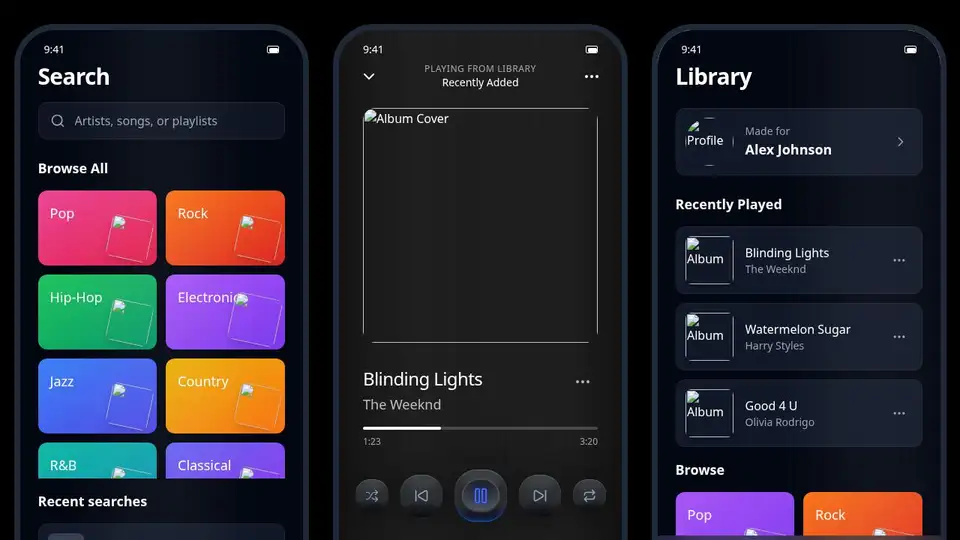 9:41
Search
Artists, songs, or playlists
Browse All
Pop
Rock
Hip-Hop
Electronic
Jazz
Country
R&B
Classical
Recent searches
9:41
PLAYING FROM LIBRARY
Recently Added
Album Cover
Blinding Lights
The Weeknd
1:23
3:20
9:41
Library
Profile
Made for
Alex Johnson
Recently Played
Album
Blinding Lights
The Weeknd
Album
Watermelon Sugar
Harry Styles
Album
Good 4 U
Olivia Rodrigo
Browse
Pop
Rock